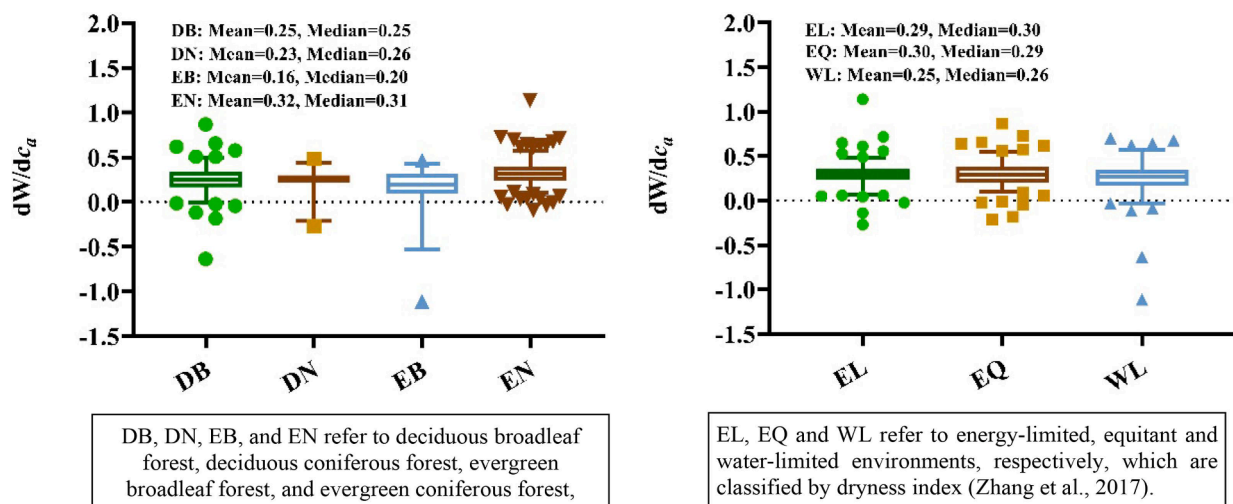 DB: Mean=0.25, Median=0.25
DN: Mean=0.23, Median=0.26
EB: Mean=0.16, Median=0.20
EN: Mean=0.32, Median=0.31
2.0
1.5
1.0
0.5
0.0
-0.5
-1.0
-1.5
dW/dca
DB
DN
EB
EN
DB, DN, EB, and EN refer to deciduous broadleaf
forest, deciduous coniferous forest, evergreen
broadleaf forest, and evergreen coniferous forest,
EL: Mean=0.29, Median=0.30
EQ: Mean=0.30, Median=0.29
WL: Mean=0.25, Median=0.26
2.0
1.5
1.0
0.5
0.0
-0.5
-1.0
-1.5
dW/dca
EL
EQ
WL
EL, EQ and WL refer to energy-limited, equitant and
water-limited environments, respectively, which are
classified by dryness index (Zhang et al., 2017).